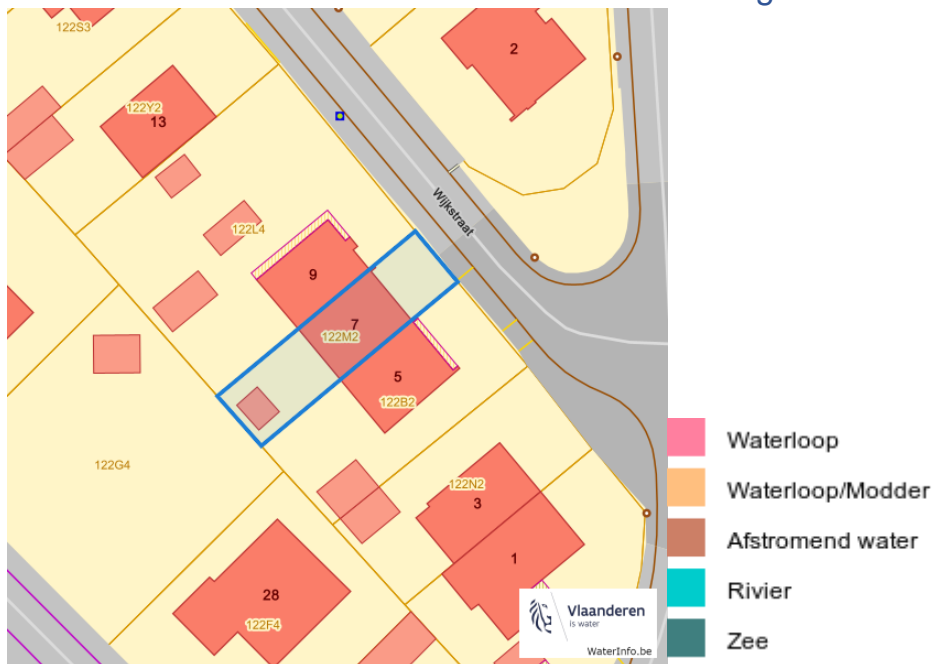 122S3
2
122Y2
13
Wijkstraat
122L4
9
7
122M2
5
122B2
122G4
122N2
3
1
28
122F4
Vlaanderen
is water
WaterInfo.be
Waterloop
Waterloop/Modder
Afstromend water
Rivier
Zee